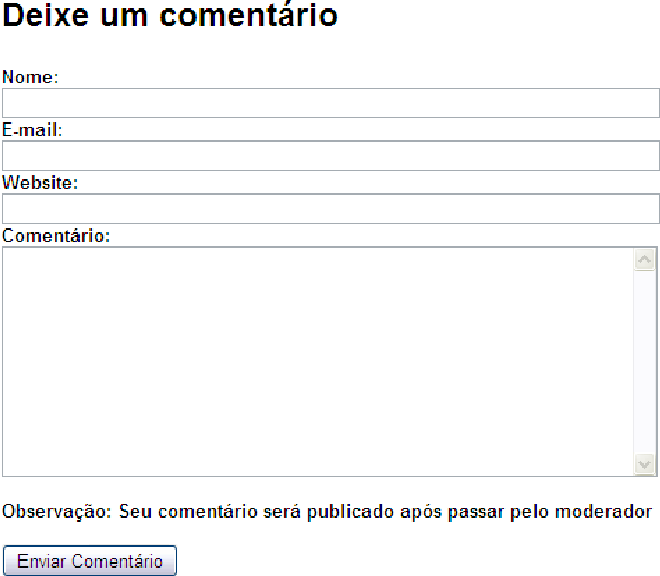 Deixe um comentário
Nome:
E-mail:
Website:
Comentário:
Observação: Seu comentário será publicado após passar pelo moderador
Enviar Comentário